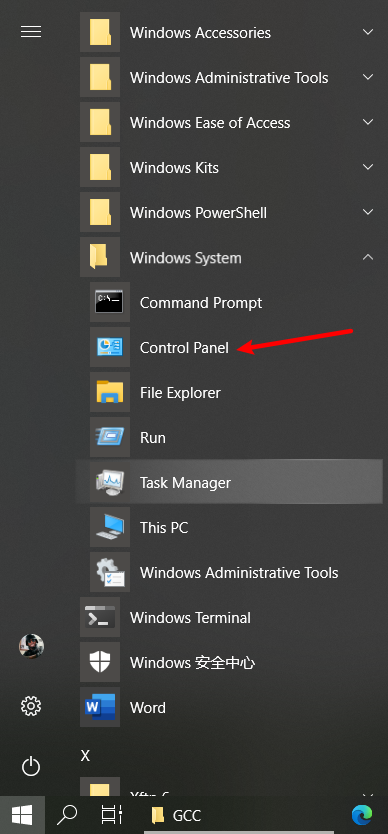 Windows Accessories
Windows Administrative Tools
Windows Ease of Access
Windows Kits
Windows PowerShell
Windows System
Command Prompt
Control Panel
File Explorer
Run
Task Manager
This PC
Windows Administrative Tools
Windows Terminal
Windows 安全中心
Word
X
GCC